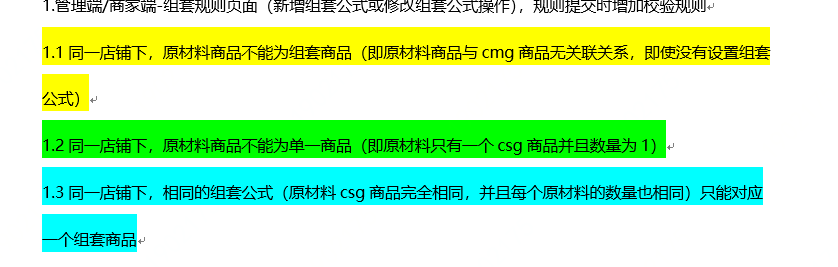 1.管理端/商家端-组套规则页面（新增组套公式或修改组套公式操作），规则提交时增加校验规则
1.1 同一店铺下，原材料商品不能为组套商品（即原材料商品与 cmg 商品无关联关系，即使没有设置组套
公式）
1.2 同一店铺下，原材料商品不能为单一商品（即原材料只有一个 csg 商品并且数量为 1）
1.3 同一店铺下，相同的组套公式（原材料 csg 商品完全相同，并且每个原材料的数量也相同）只能对应
一个组套商品